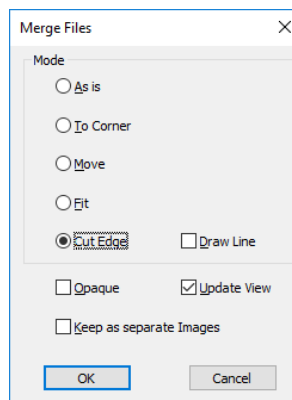 Merge Files
Mode
As is
To Corner
Move
Fit
Cut Edge
Draw Line
Opaque
Update View
Keep as separate Images
OK
Cancel